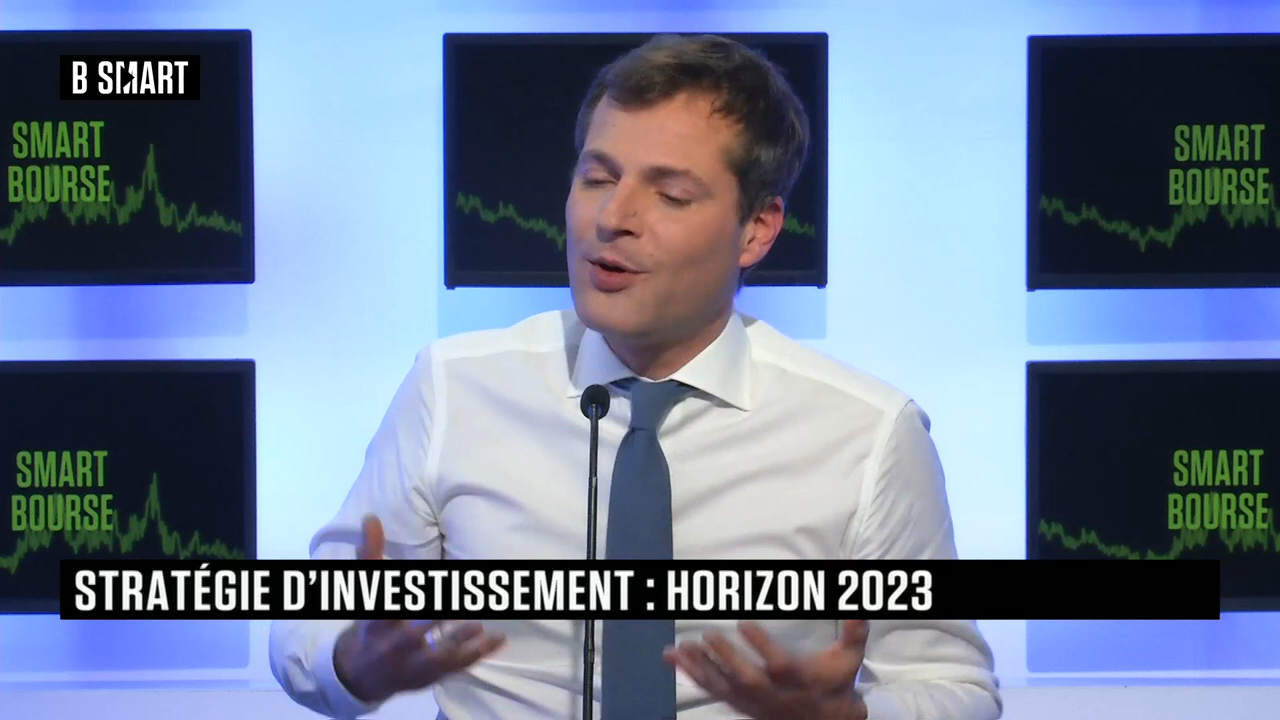 B SMART
SMART
BOURSE
SMART
BOURSE
SMART
BOURSE
SMART
BOURSE
STRATÉGIE D’INVESTISSEMENT : HORIZON 2023